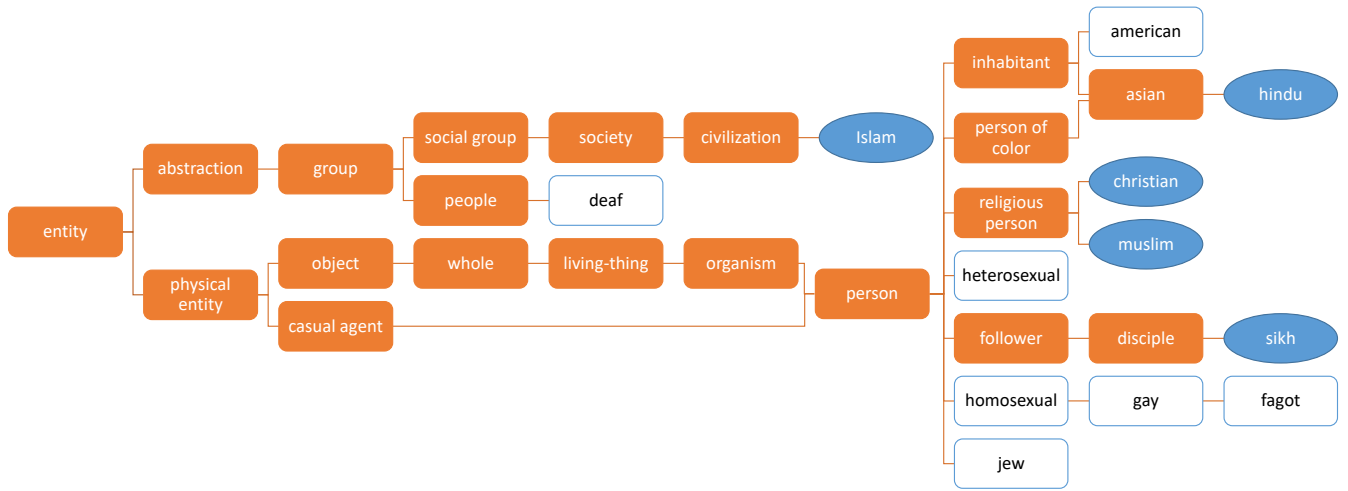 american
inhabitant
asian
hindu
social group
society
civilization
Islam
person of
color
abstraction
group
christian
people
deaf
religious
person
entity
muslim
object
whole
living-thing
organism
heterosexual
physical
entity
person
casual agent
follower
disciple
sikh
homosexual
gay
fagot
jew